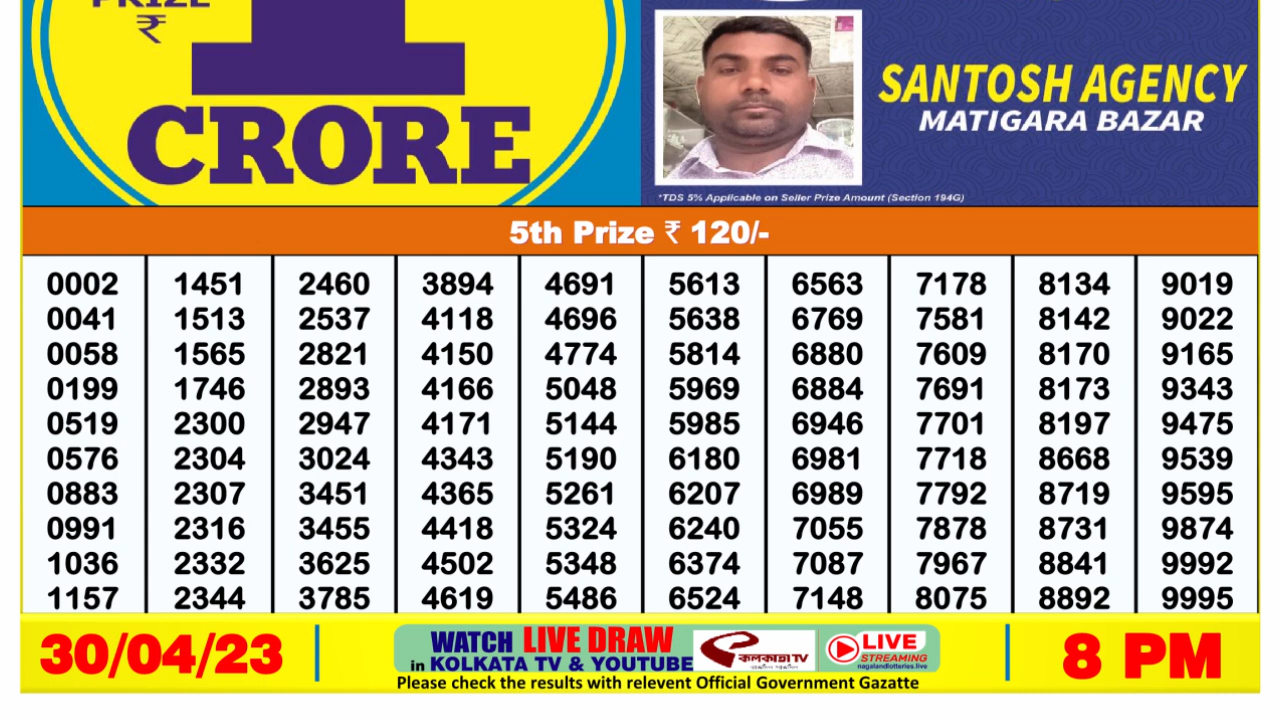 PRIZE
₹
1
CRORE
SANTOSH AGENCY
MATIGARA BAZAR
*TDS 5% Applicable on Seller Prize Amount (Section 194G)
5th Prize ₹ 120/-
0002 1451 2460 3894 4691 5613 6563 7178 8134 9019
0041 1513 2537 4118 4696 5638 6769 7581 8142 9022
0058 1565 2821 4150 4774 5814 6880 7609 8170 9165
0199 1746 2893 4166 5048 5969 6884 7691 8173 9343
0519 2300 2947 4171 5144 5985 6946 7701 8197 9475
0576 2304 3024 4343 5190 6180 6981 7718 8668 9539
0883 2307 3451 4365 5261 6207 6989 7792 8719 9595
0991 2316 3455 4418 5324 6240 7055 7878 8731 9874
1036 2332 3625 4502 5348 6374 7087 7967 8841 9992
1157 2344 3785 4619 5486 6524 7148 8075 8892 9995
30/04/23
WATCH LIVE DRAW
in KOLKATA TV & YOUTUBE
কলকাতা TV
LIVE
STREAMING
nagalandlotteries.live
8 PM
Please check the results with relevent Official Government Gazatte